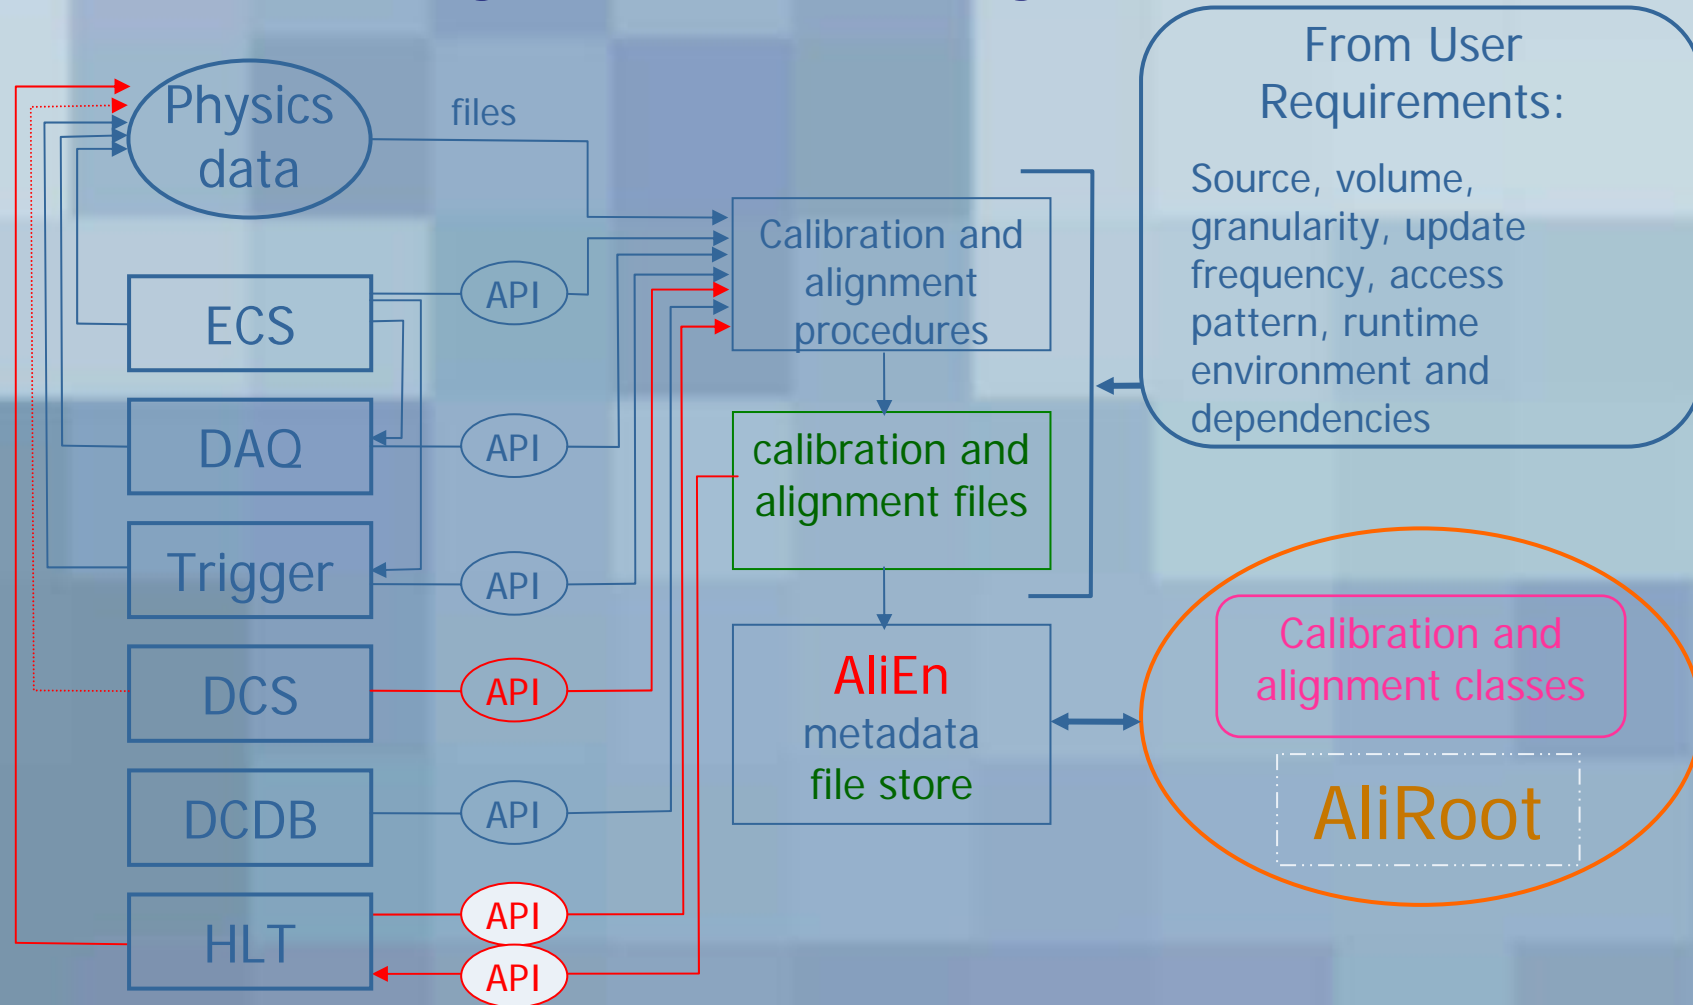 Physics
data
files
ECS
API
DAQ
API
Trigger
API
DCS
API
DCDB
API
HLT
API
API
Calibration and
alignment
procedures
calibration and
alignment files
AliEn
metadata
file store
From User
Requirements:
Source, volume,
granularity, update
frequency, access
pattern, runtime
environment and
dependencies
Calibration and
alignment classes
AliRoot